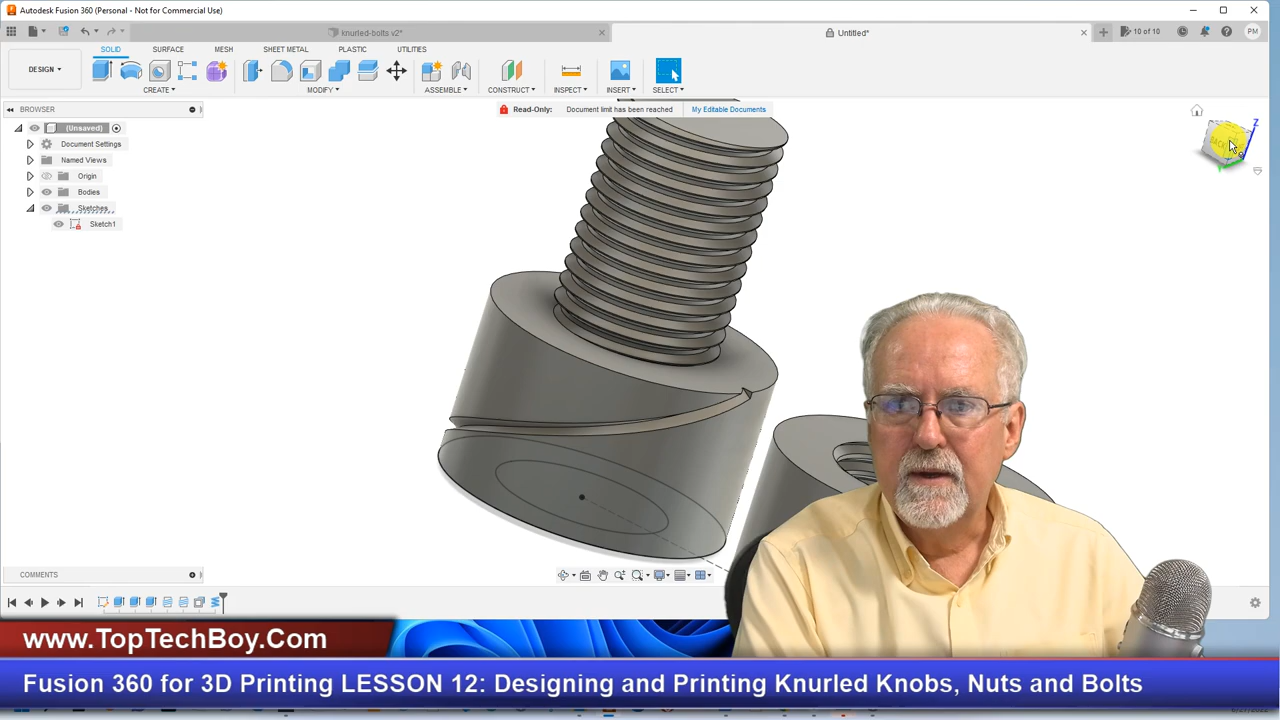 Autodesk Fusion 360 (Personal - Not for Commercial Use)
knurled-bolts v2*
Untitled*
10 of 10
PM
DESIGN
SOLID
SURFACE
MESH
SHEET METAL
PLASTIC
UTILITIES
CREATE
MODIFY
ASSEMBLE
CONSTRUCT
INSPECT
INSERT
SELECT
BROWSER
Read-Only: Document limit has been reached
My Editable Documents
(Unsaved)
Document Settings
Named Views
Origin
Bodies
Sketches
Sketch1
Z
COMMENTS
www.TopTechBoy.Com
Fusion 360 for 3D Printing LESSON 12: Designing and Printing Knurled Knobs, Nuts and Bolts